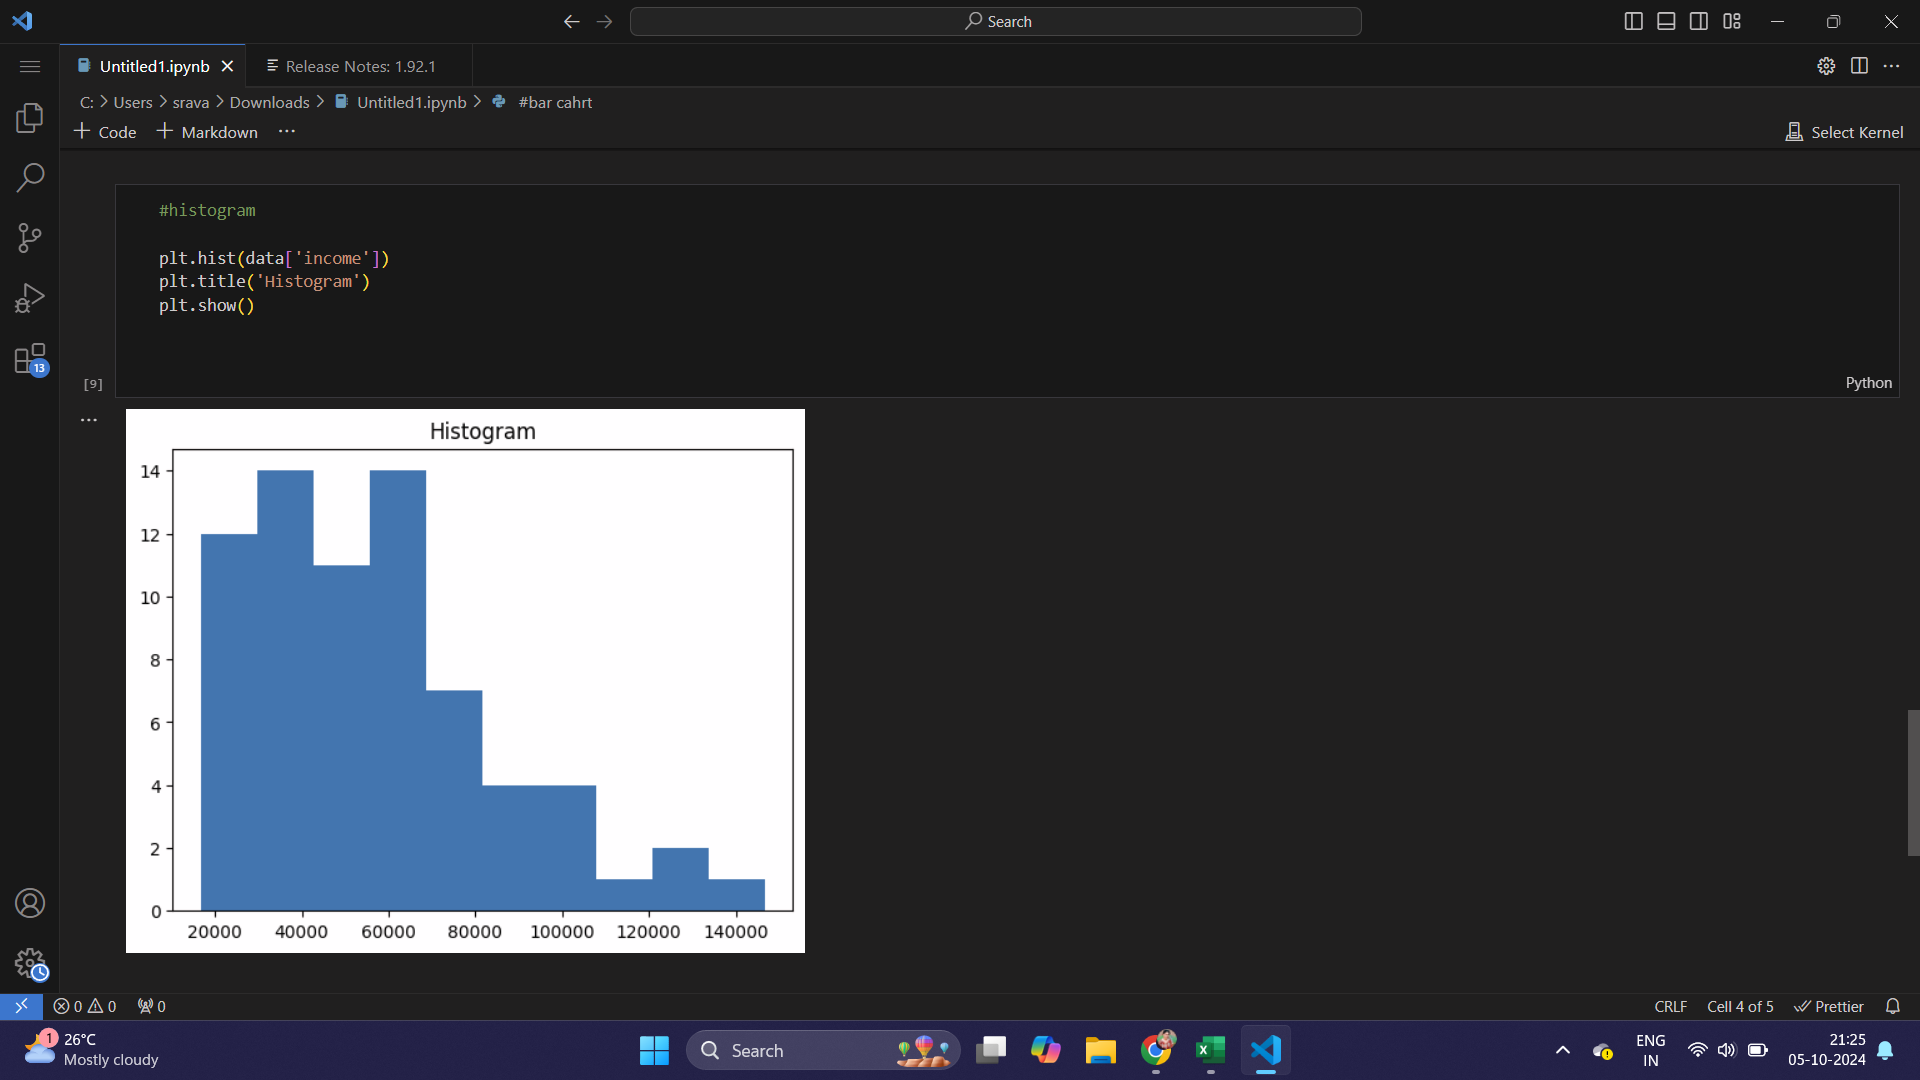 Search
Untitled1.ipynb
Release Notes: 1.92.1
C: > Users > srava > Downloads > Untitled1.ipynb > #bar cahrt
+ Code + Markdown ...
Select Kernel
#histogram
plt.hist(data['income'])
plt.title('Histogram')
plt.show()
13
[9]
Python
...
Histogram
14
12
10
8
6
4
2
0
20000 40000 60000 80000 100000 120000 140000
0 0 0
CRLF Cell 4 of 5 Prettier
1
26°C
Mostly cloudy
Search
ENG
IN
21:25
05-10-2024